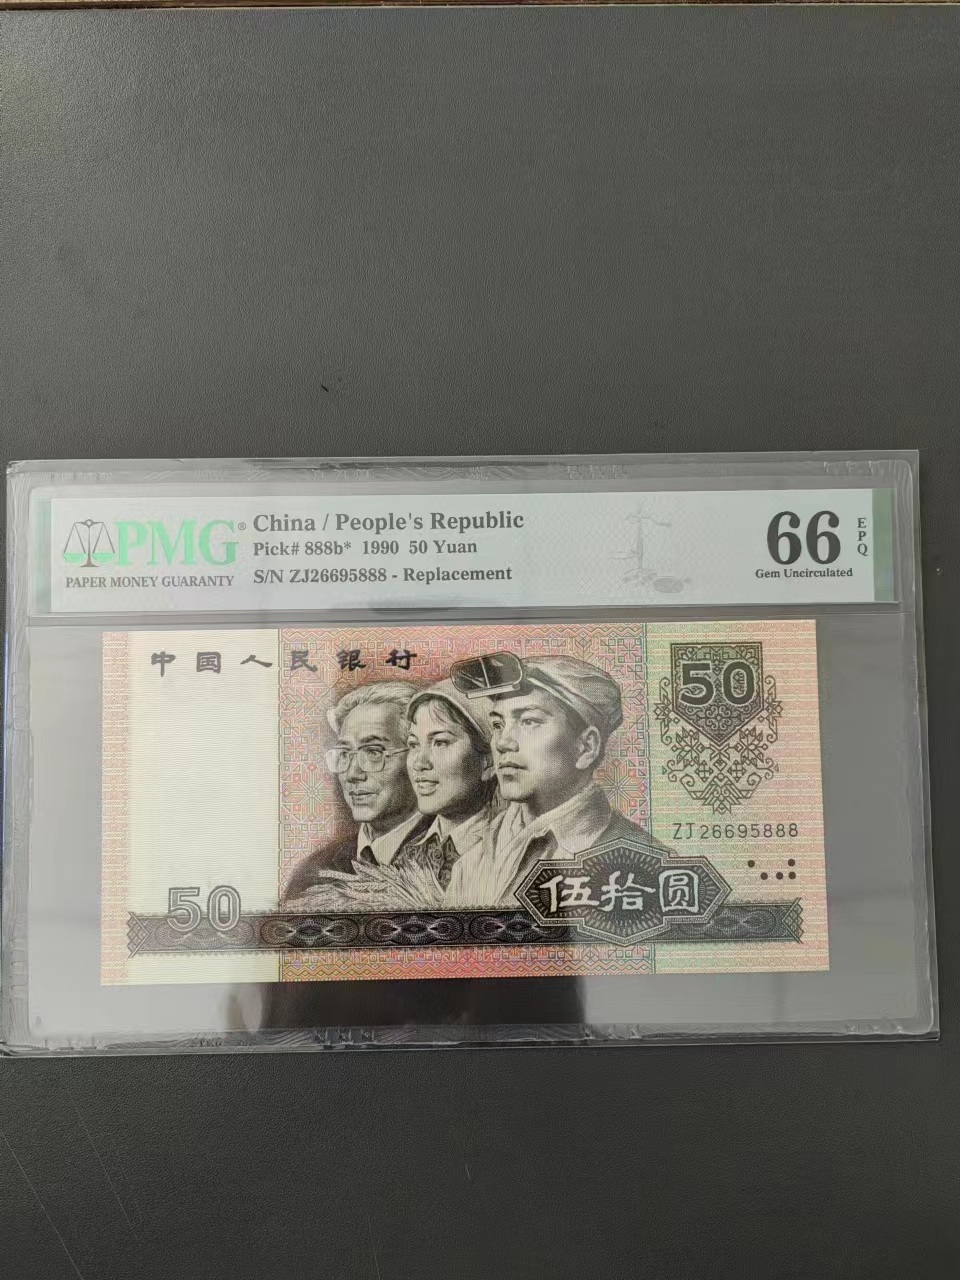 PMG®
PAPER MONEY GUARANTY
China / People's Republic
Pick# 888b* 1990 50 Yuan
S/N ZJ26695888 - Replacement
66
EPQ
Gem Uncirculated
中国人民银行
50
ZJ26695888
伍拾圆
50